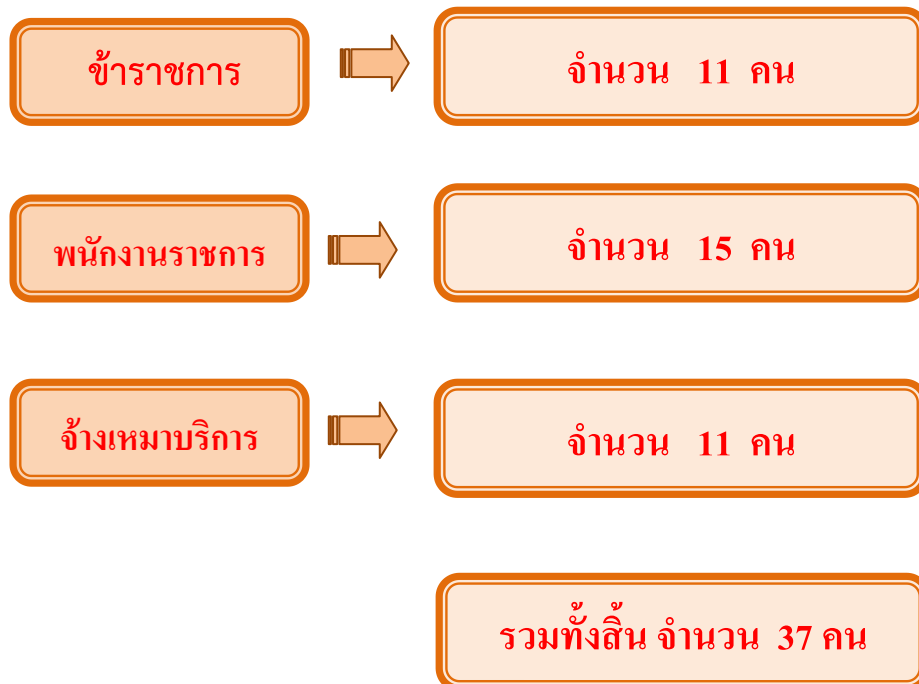 ข้าราชการ จำนวน 11 คน
พนักงานราชการ จำนวน 15 คน
จ้างเหมาบริการ จำนวน 11 คน
รวมทั้งสิ้น จำนวน 37 คน